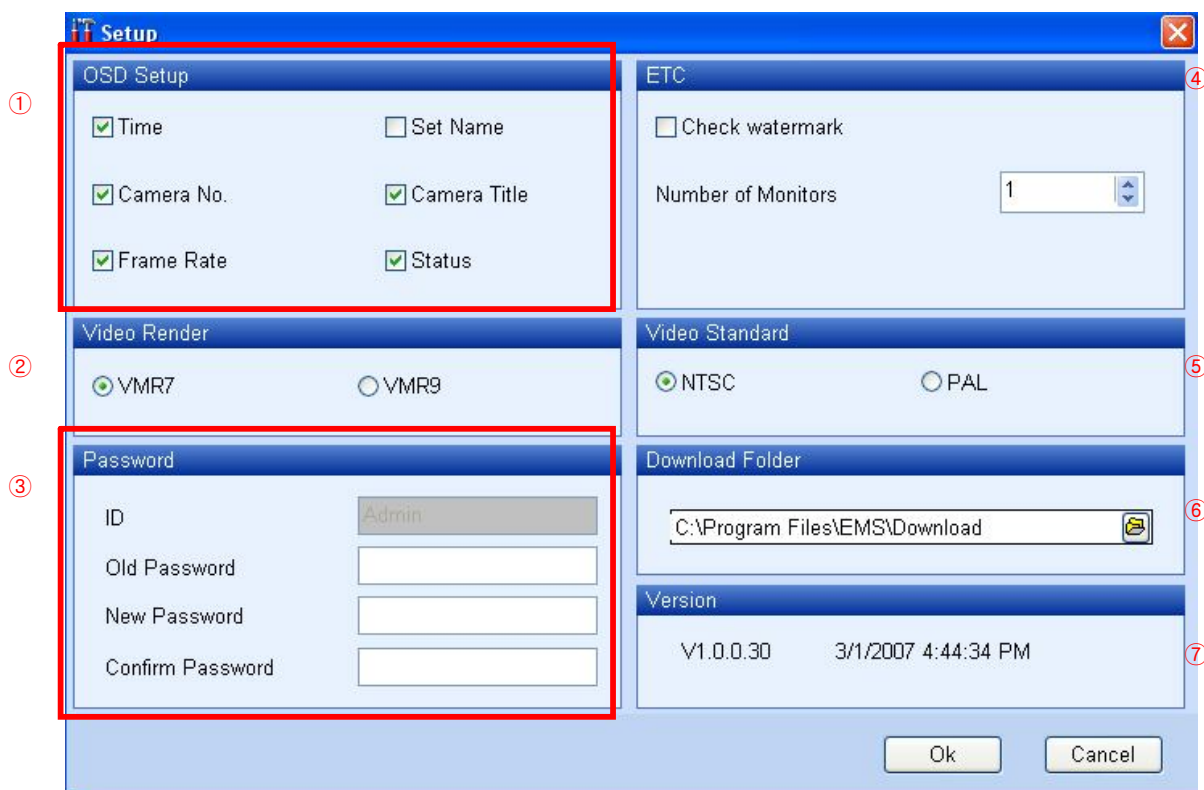 Setup
① OSD Setup
Time
Set Name
Camera No.
Camera Title
Frame Rate
Status
④ ETC
Check watermark
Number of Monitors 1
② Video Render
VMR7
VMR9
⑤ Video Standard
NTSC
PAL
③ Password
ID Admin
Old Password
New Password
Confirm Password
⑥ Download Folder
C:\Program Files\EMS\Download
⑦ Version
V1.0.0.30 3/1/2007 4:44:34 PM
Ok
Cancel